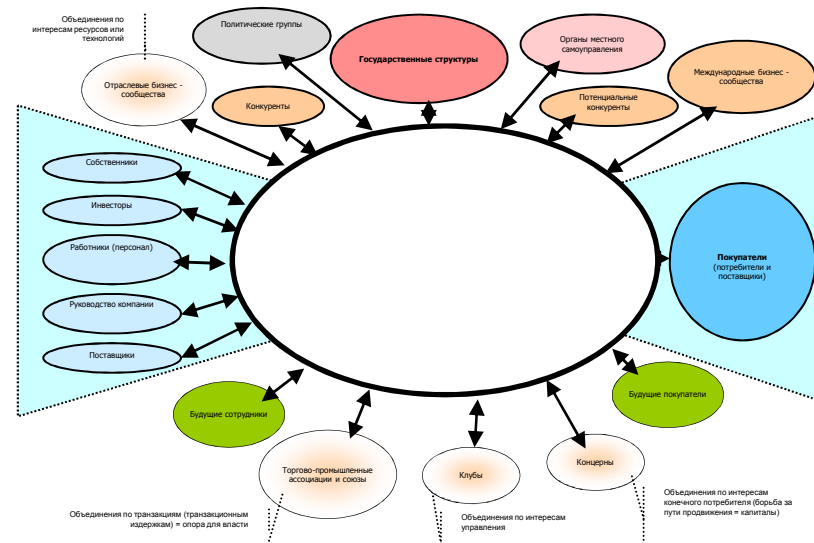 Объединения по
интересам ресурсов или
технологий
Политические группы
Государственные структуры
Органы местного
самоуправления
Международные бизнес -
сообщества
Отраслевые бизнес -
сообщества
Конкуренты
Потенциальные
конкуренты
Собственники
Инвесторы
Работники (персонал)
Руководство компании
Поставщики
Покупатели
(потребители и
поставщики)
Будущие сотрудники
Будущие покупатели
Торгово-промышленные
ассоциации и союзы
Клубы
Концерны
Объединения по транзакциям (транзакционным
издержкам) = опора для власти
Объединения по интересам
управления
Объединения по интересам
конечного потребителя (борьба за
пути продвижения = капиталы)